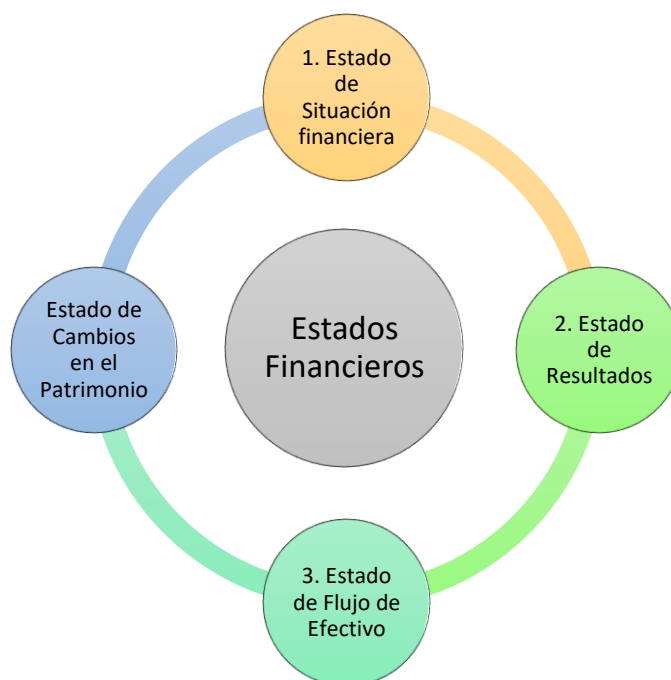 1. Estado
de
Situación
financiera
Estado de
Cambios
en el
Patrimonio
Estados
Financieros
2. Estado
de
Resultados
3. Estado
de Flujo de
Efectivo